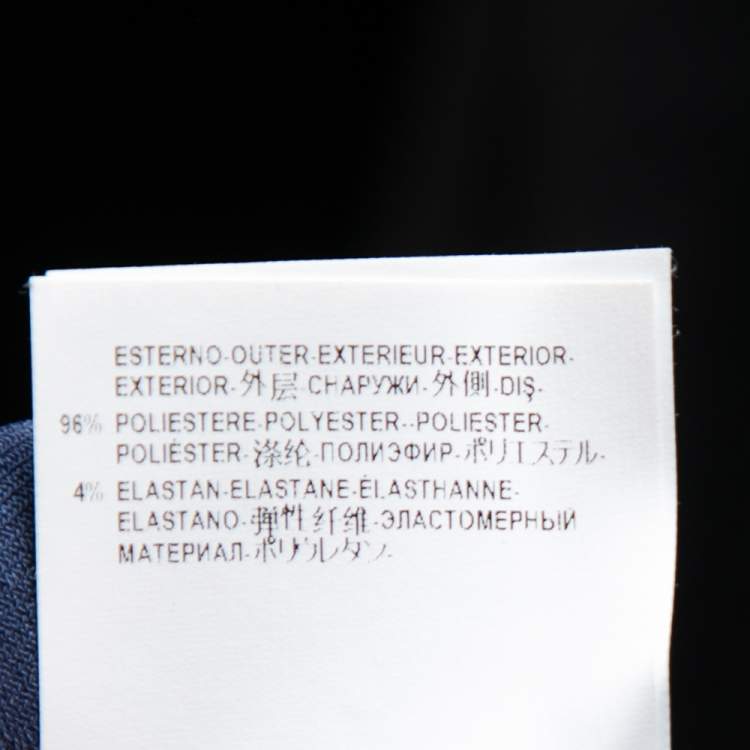 ESTERNO-OUTER-EXTERIEUR-EXTERIOR-
EXTERIOR-外层-СНАРУЖИ-外側-DIŞ-
96% POLIESTERE-POLYESTER--POLIESTER-
POLIÉSTER-涤纶-ПОЛИЭФИР-ポリエステル-
4% ELASTAN-ELASTANE-ÉLASTHANNE-
ELASTANO-弹性纤维-ЭЛАСТОМЕРНЫЙ
МАТЕРИАЛ-ポリウレタン